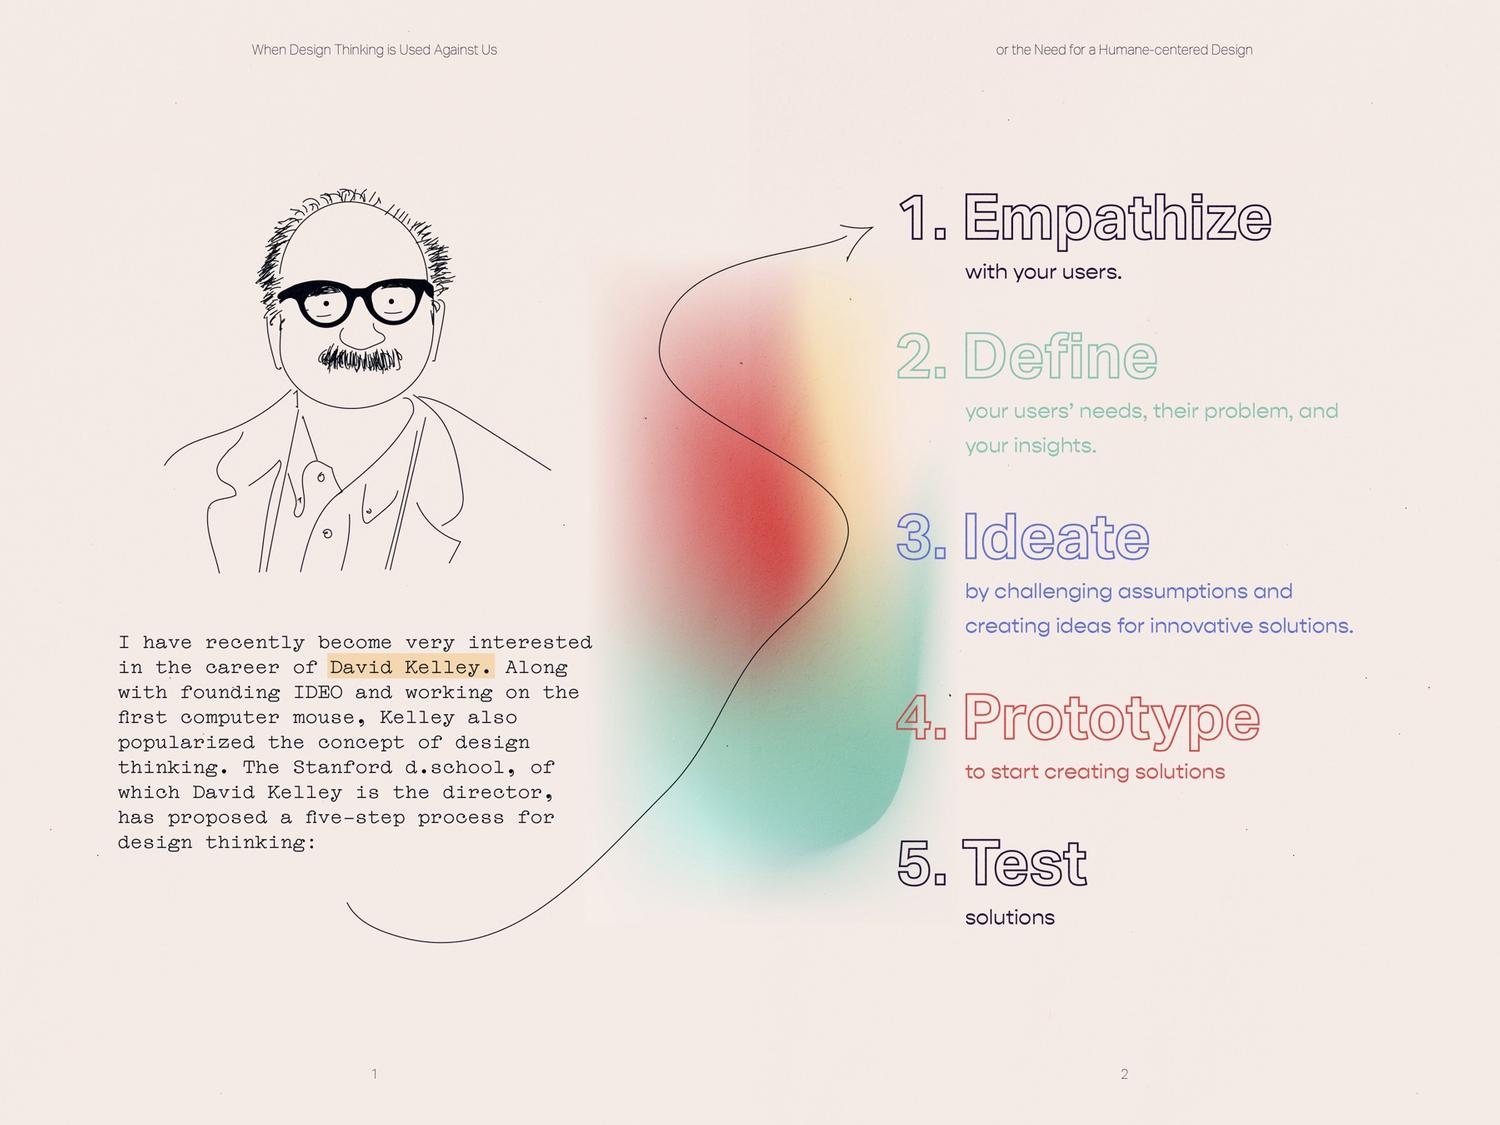 When Design Thinking is Used Against Us
I have recently become very interested
in the career of David Kelley. Along
with founding IDEO and working on the
first computer mouse, Kelley also
popularized the concept of design
thinking. The Stanford d.school, of
which David Kelley is the director,
has proposed a five-step process for
design thinking:
1
or the Need for a Humane-centered Design
1. Empathize
with your users.
2. Define
your users’ needs, their problem, and
your insights.
3. Ideate
by challenging assumptions and
creating ideas for innovative solutions.
4. Prototype
to start creating solutions
5. Test
solutions
2